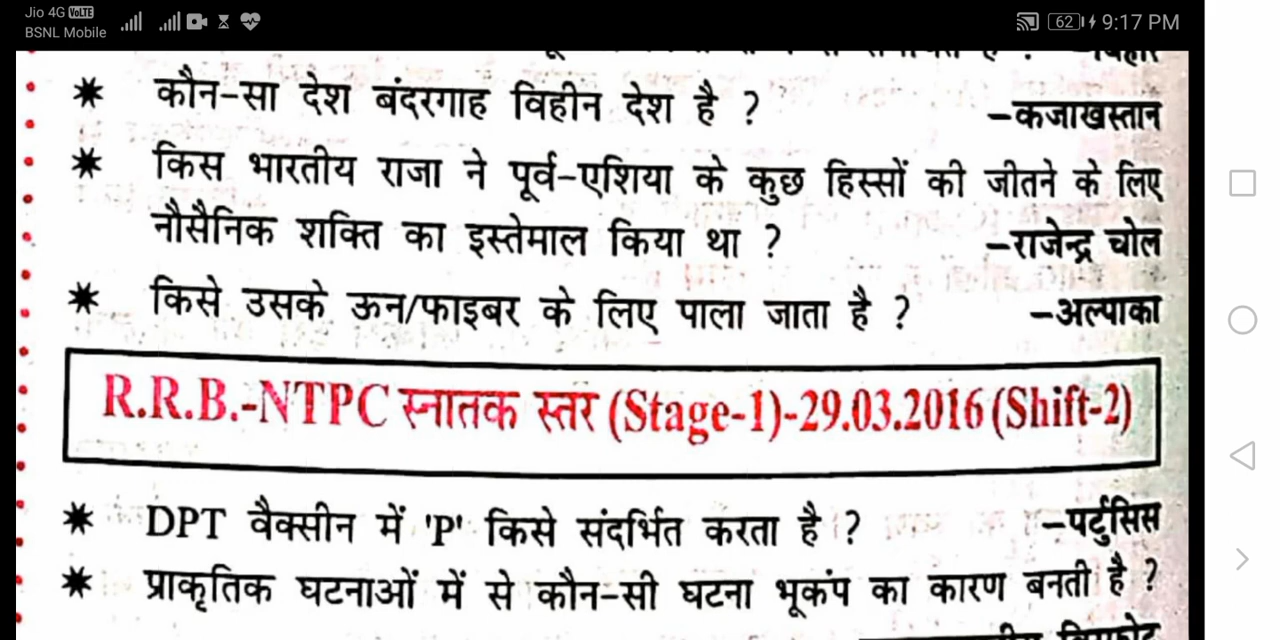 Jio 4G VoLTE
BSNL Mobile
62
9:17 PM
* कौन-सा देश बंदरगाह विहीन देश है ? -कजाखस्तान
* किस भारतीय राजा ने पूर्व-एशिया के कुछ हिस्सों की जीतने के लिए
नौसैनिक शक्ति का इस्तेमाल किया था ? -राजेन्द्र चोल
* किसे उसके ऊन/फाइबर के लिए पाला जाता है ? -अल्पाका
R.R.B.-NTPC स्नातक स्तर (Stage-1)-29.03.2016 (Shift-2)
* DPT वैक्सीन में 'P' किसे संदर्भित करता है ? -पर्टुसिस
* प्राकृतिक घटनाओं में से कौन-सी घटना भूकंप का कारण बनती है ?